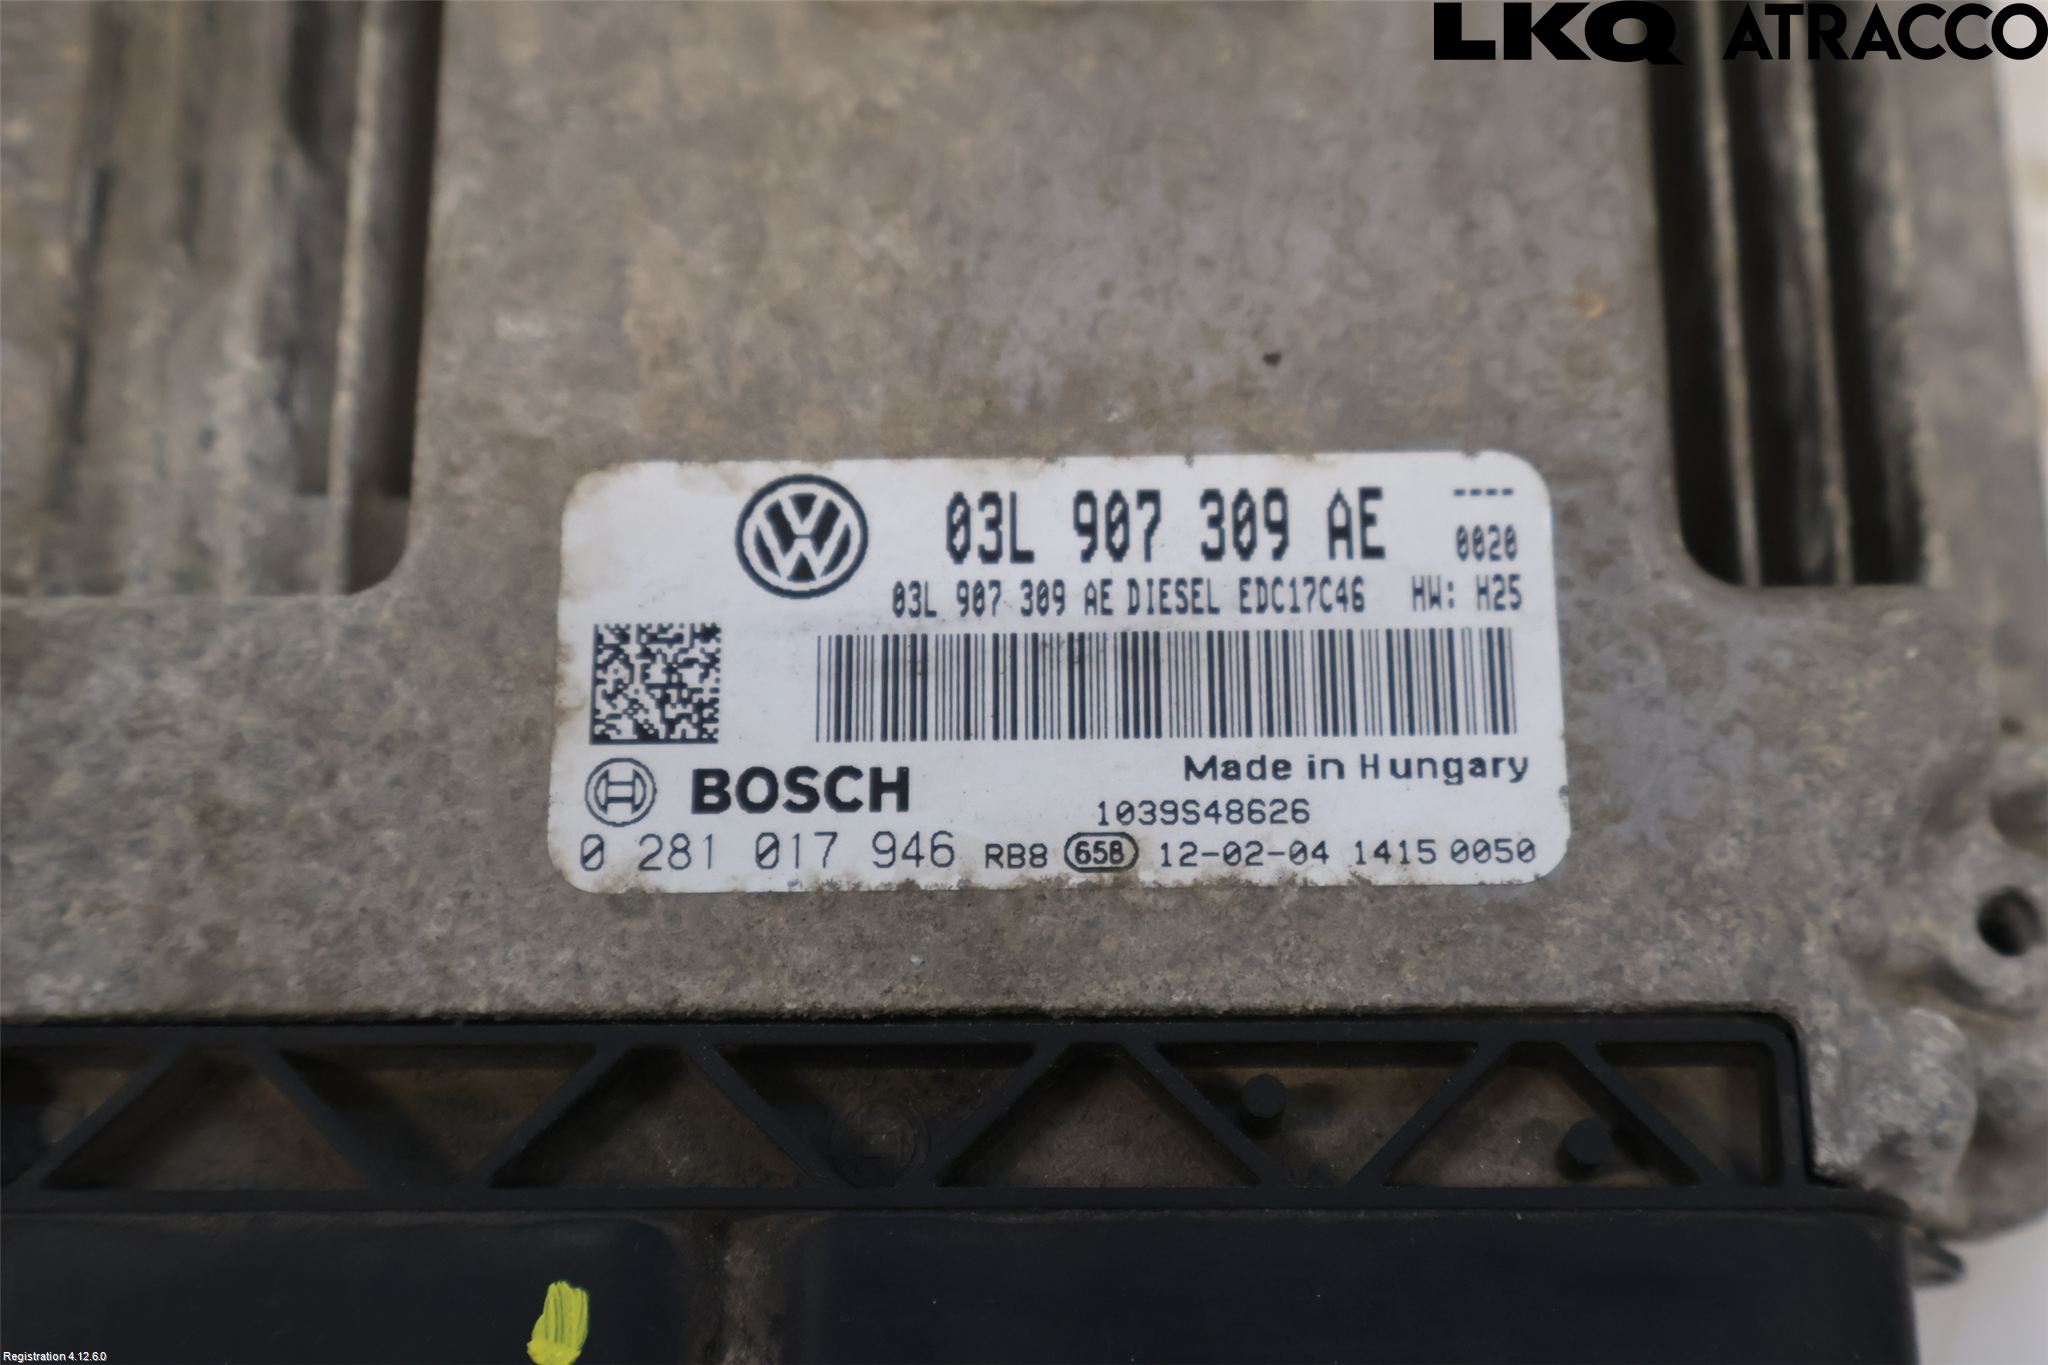 LKQ ATRACCO
03L 907 309 AE
----
0020
03L 907 309 AE DIESEL EDC17C46 HW: H25
Made in Hungary
BOSCH
1039S48626
0 281 017 946 RB8 658 12-02-04 1415 0050
Registration 4.12.6.0